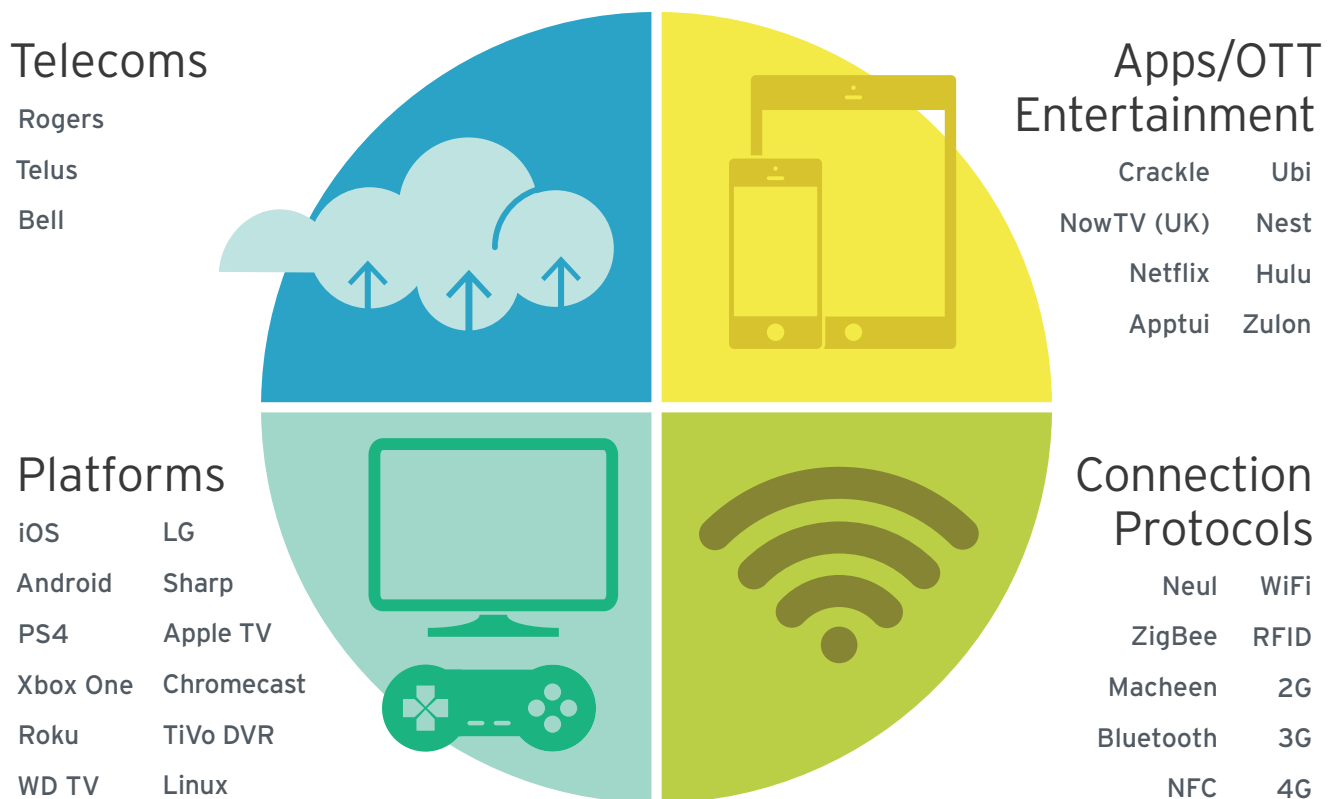 Telecoms
Rogers
Telus
Bell
Apps/OTT
Entertainment
Crackle Ubi
NowTV (UK) Nest
Netflix Hulu
Apptui Zulon
Platforms
iOS LG
Android Sharp
PS4 Apple TV
Xbox One Chromecast
Roku TiVo DVR
WD TV Linux
Connection
Protocols
Neul WiFi
ZigBee RFID
Macheen 2G
Bluetooth 3G
NFC 4G